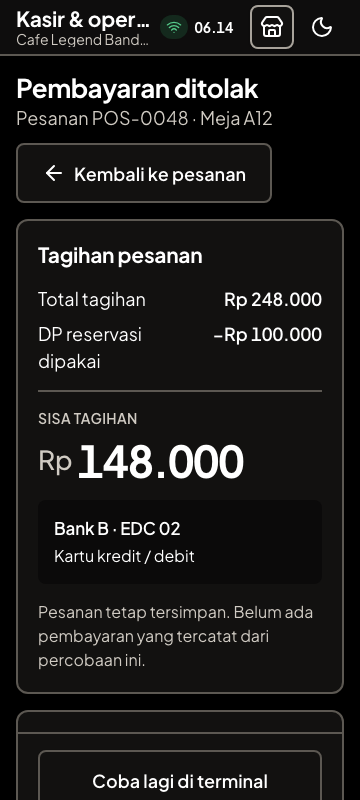 Kasir & oper...
Cafe Legend Band...
06.14
Pembayaran ditolak
Pesanan POS-0048 · Meja A12
Kembali ke pesanan
Tagihan pesanan
Total tagihan Rp 248.000
DP reservasi −Rp 100.000
dipakai
SISA TAGIHAN
Rp 148.000
Bank B · EDC 02
Kartu kredit / debit
Pesanan tetap tersimpan. Belum ada
pembayaran yang tercatat dari
percobaan ini.
Coba lagi di terminal